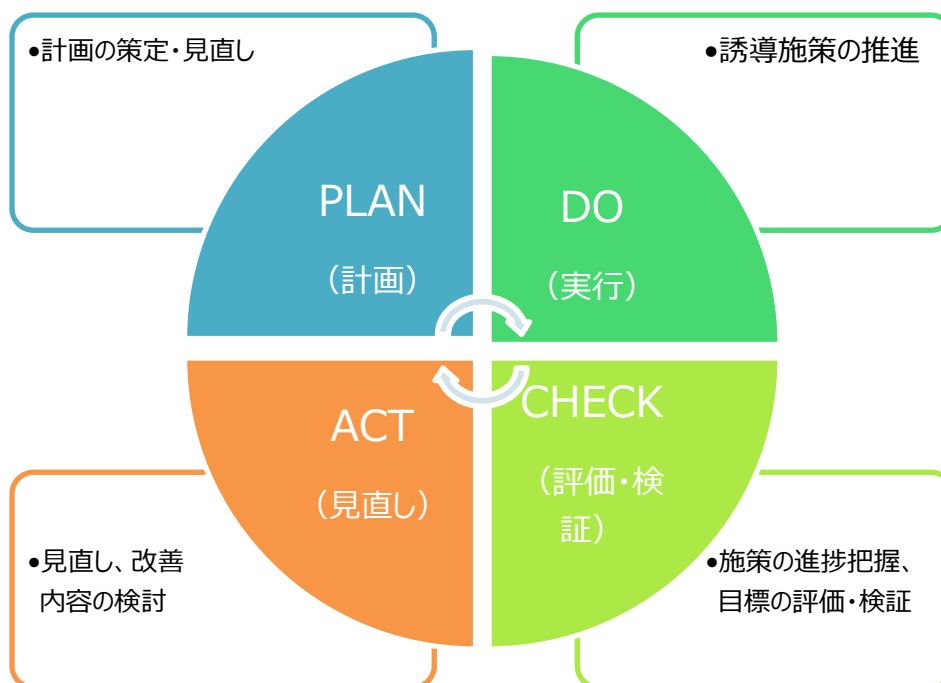 •計画の策定・見直し
•誘導施策の推進
PLAN
（計画）
DO
（実行）
ACT
（見直し）
CHECK
（評価・検
証）
•見直し、改善
内容の検討
•施策の進捗把握、
目標の評価・検証